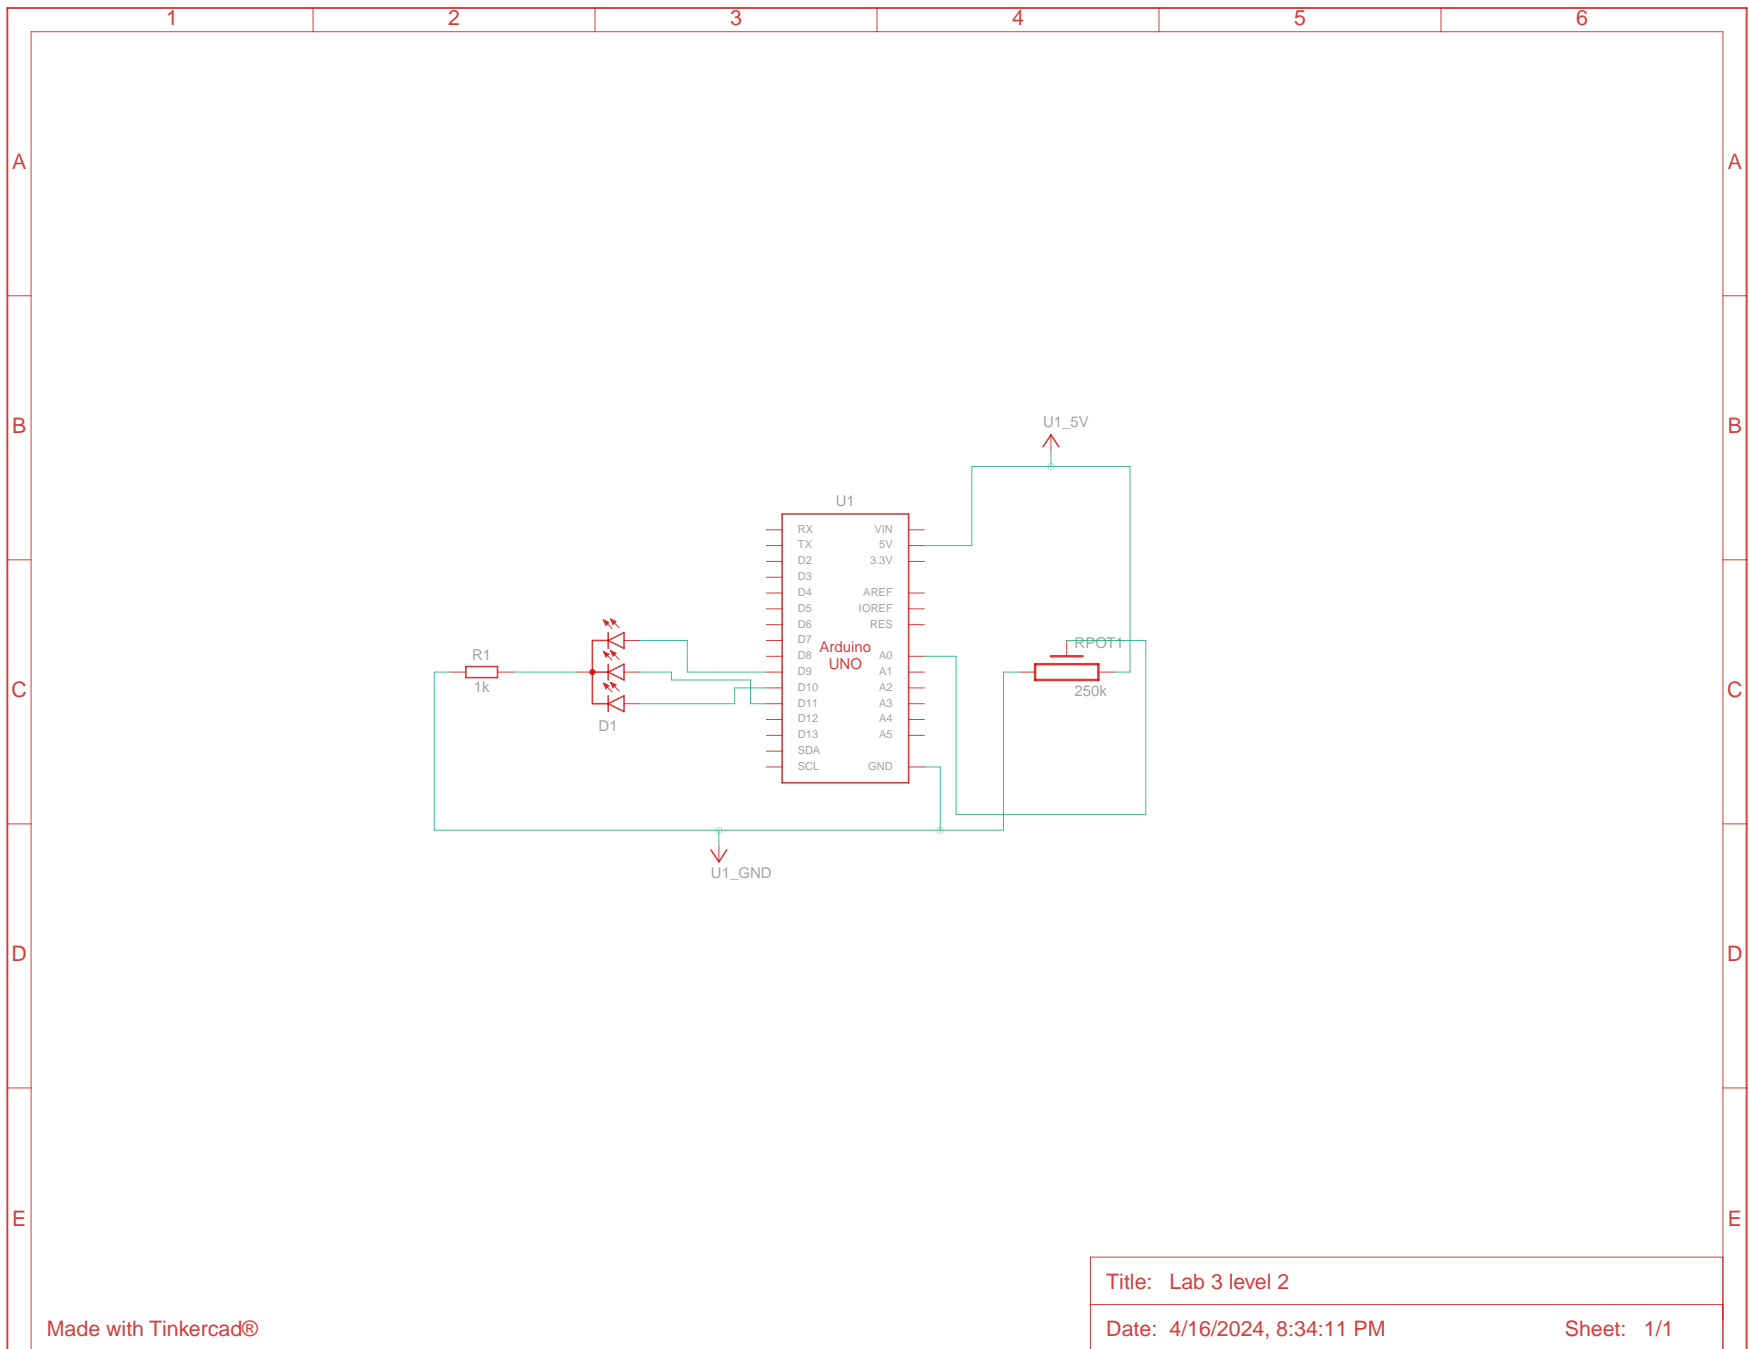 1 2 3 4 5 6
A A
B B
U1_5V
U1
RX VIN
TX 5V
D2 3.3V
D3
D4 AREF
D5 IOREF
D6 RES
D7
Arduino
UNO
D8 A0
D9 A1
D10 A2
D11 A3
D12 A4
D13 A5
SDA
SCL GND
RPOT1
250k
R1
1k
D1
C C
U1_GND
D D
E E
Title: Lab 3 level 2
Made with Tinkercad®
Date: 4/16/2024, 8:34:11 PM Sheet: 1/1